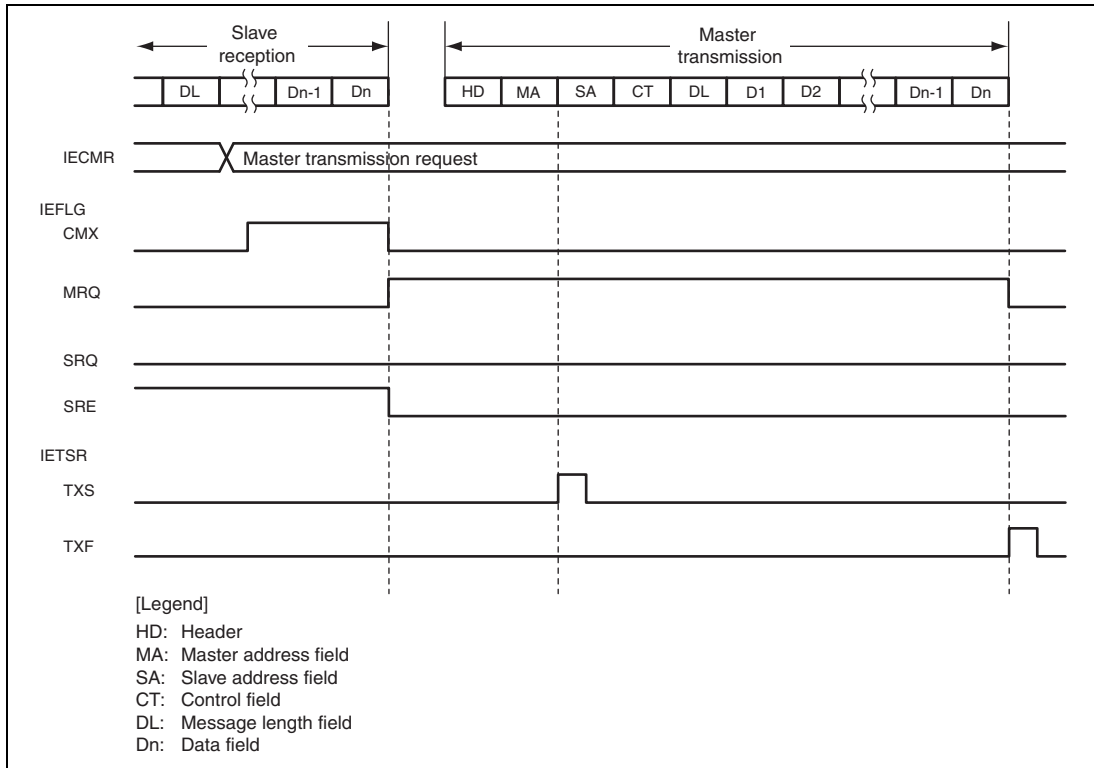 Slave
reception
Master
transmission
DL Dn-1 Dn HD MA SA CT DL D1 D2 Dn-1 Dn
IECMR Master transmission request
IEFLG
CMX
MRQ
SRQ
SRE
IETSR
TXS
TXF
[Legend]
HD: Header
MA: Master address field
SA: Slave address field
CT: Control field
DL: Message length field
Dn: Data field